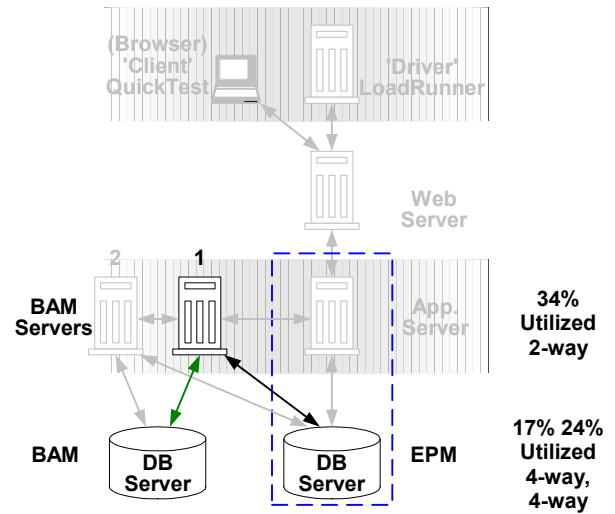 (Browser)
'Client'
QuickTest
'Driver'
LoadRunner
Web
Server
2
1
BAM
Servers
App.
Server
34%
Utilized
2-way
BAM
DB
Server
DB
Server
EPM
17% 24%
Utilized
4-way,
4-way